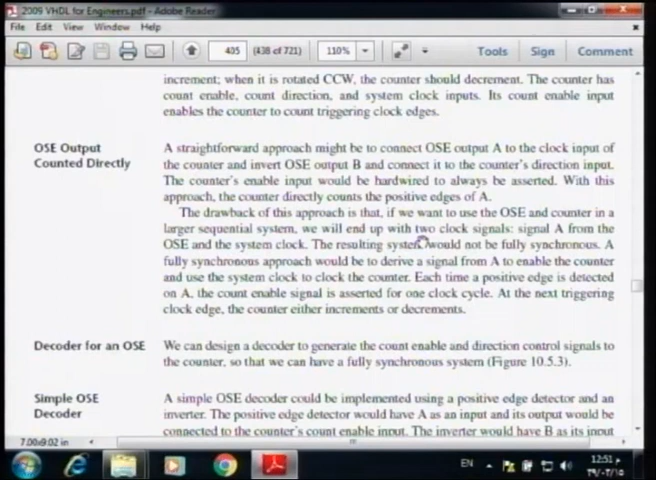 2009 VHDL for Engineers.pdf - Adobe Reader
File Edit View Window Help
405 (438 of 721) 110% Tools Sign Comment
increment; when it is rotated CCW, the counter should decrement. The counter has
count enable, count direction, and system clock inputs. Its count enable input
enables the counter to count triggering clock edges.
OSE Output
Counted Directly
A straightforward approach might be to connect OSE output A to the clock input of
the counter and invert OSE output B and connect it to the counter's direction input.
The counter's enable input would be hardwired to always be asserted. With this
approach, the counter directly counts the positive edges of A.
The drawback of this approach is that, if we want to use the OSE and counter in a
larger sequential system, we will end up with two clock signals: signal A from the
OSE and the system clock. The resulting system would not be fully synchronous. A
fully synchronous approach would be to derive a signal from A to enable the counter
and use the system clock to clock the counter. Each time a positive edge is detected
on A, the count enable signal is asserted for one clock cycle. At the next triggering
clock edge, the counter either increments or decrements.
Decoder for an OSE
We can design a decoder to generate the count enable and direction control signals to
the counter, so that we can have a fully synchronous system (Figure 10.5.3).
Simple OSE
Decoder
A simple OSE decoder could be implemented using a positive edge detector and an
inverter. The positive edge detector would have A as an input and its output would be
connected to the counter's count enable input. The inverter would have B as its input
7.00x9.02 in
EN